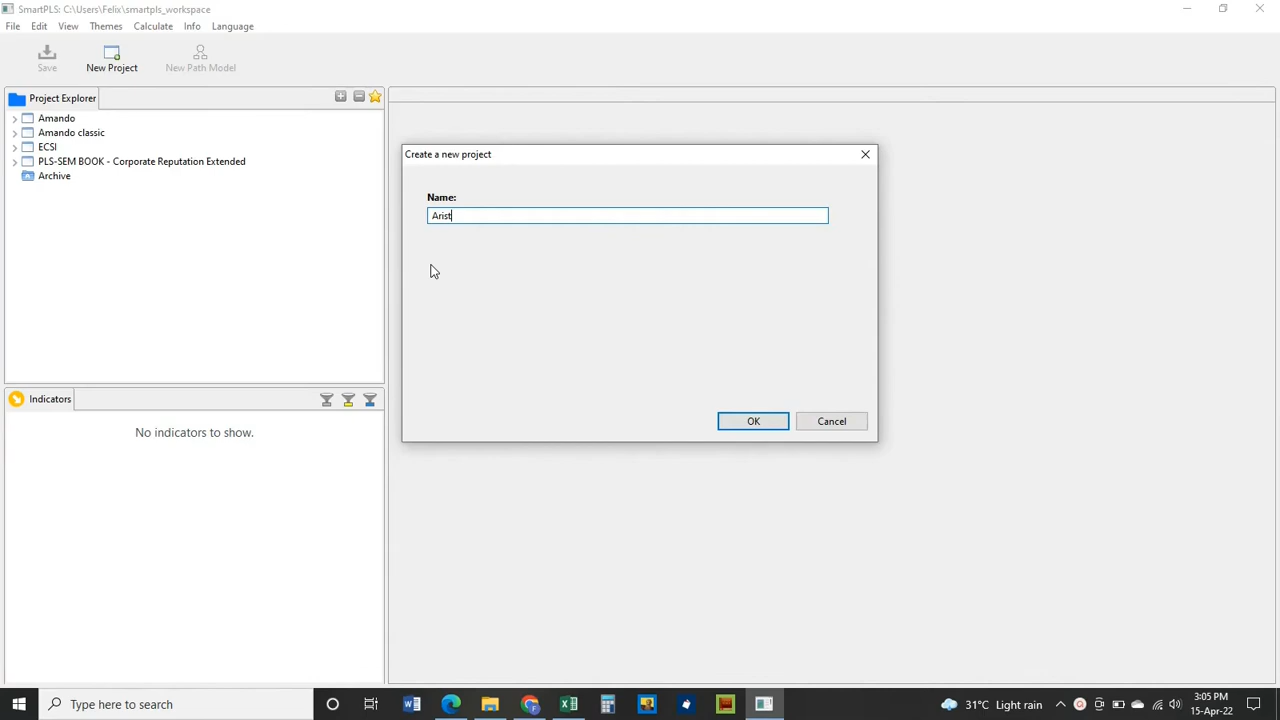 SmartPLS: C:\Users\Felix\smartpls_workspace
File Edit View Themes Calculate Info Language
Save New Project New Path Model
Project Explorer
Amando
Amando classic
ECSI
PLS-SEM BOOK - Corporate Reputation Extended
Archive
Create a new project
Name:
Arist
OK Cancel
Indicators
No indicators to show.
Type here to search
31°C Light rain
3:05 PM
15-Apr-22